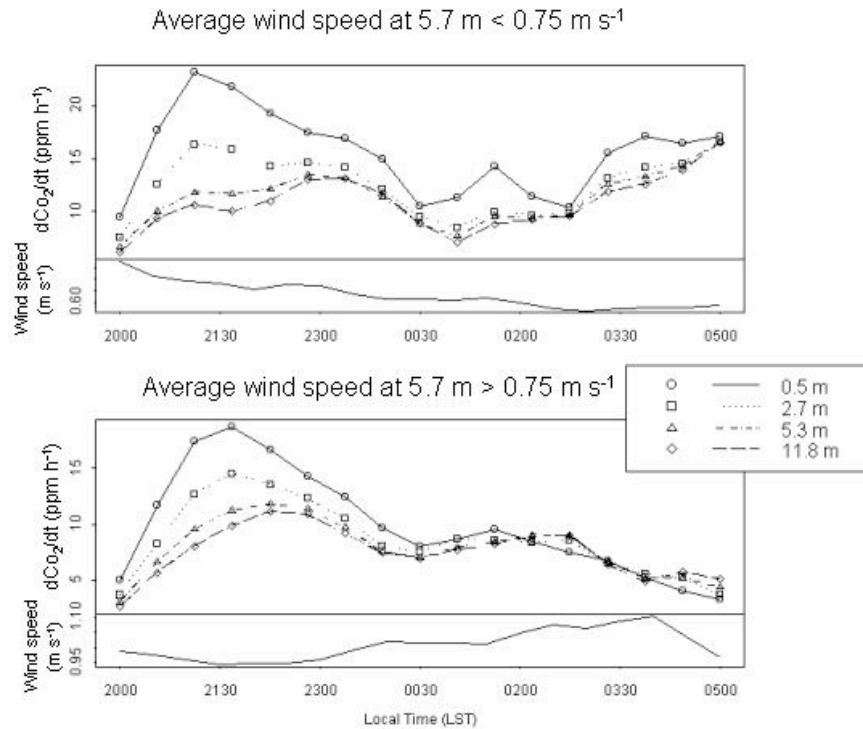 Average wind speed at 5.7 m < 0.75 m s⁻¹
dCo₂/dt (ppm h⁻¹)
20
15
10
Wind speed
(m s⁻¹)
0.60
2000 2130 2300 0030 0200 0330 0500
Average wind speed at 5.7 m > 0.75 m s⁻¹
0.5 m
2.7 m
5.3 m
11.8 m
dCo₂/dt (ppm h⁻¹)
15
10
5
0
Wind speed
(m s⁻¹)
1.10
0.95
2000 2130 2300 0030 0200 0330 0500
Local Time (LST)